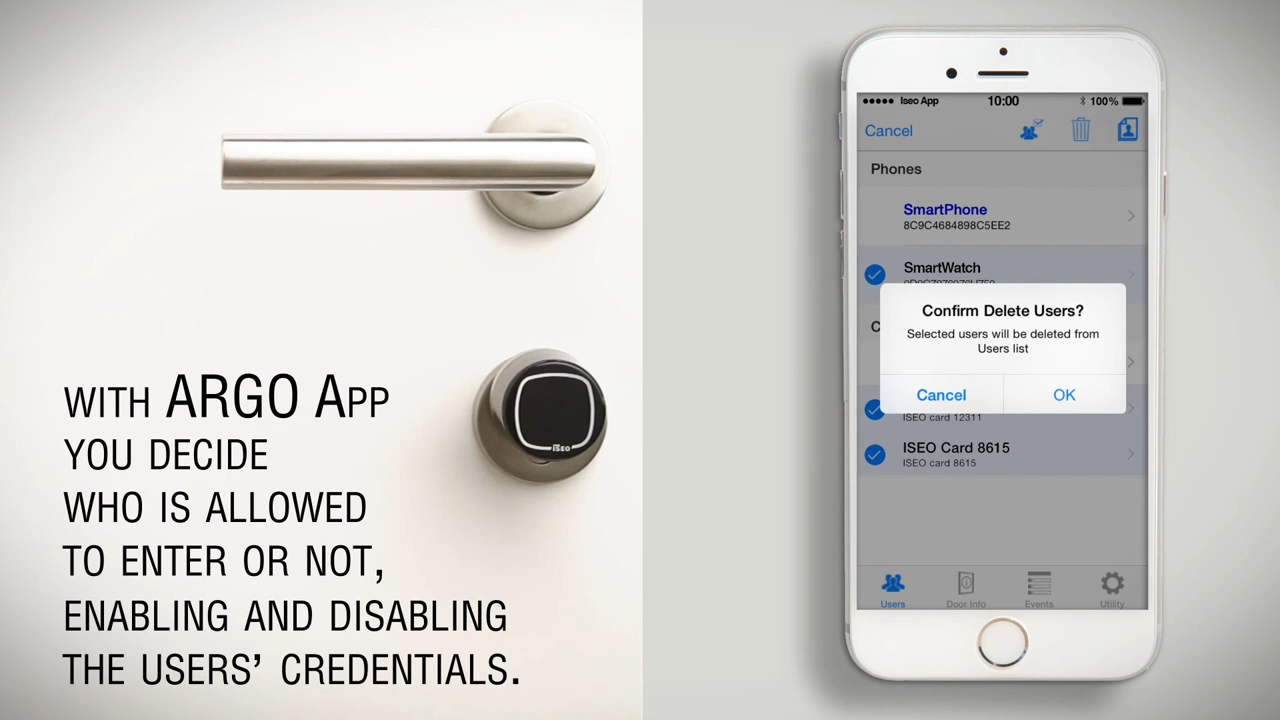 WITH ARGO APP
YOU DECIDE
WHO IS ALLOWED
TO ENTER OR NOT,
ENABLING AND DISABLING
THE USERS' CREDENTIALS.
ISEO
Iseo App 10:00 100%
Cancel
Phones
SmartPhone
8C9C4684898C5EE2
SmartWatch
Confirm Delete Users?
Selected users will be deleted from
Users list
C
Cancel OK
ISEO card 12311
ISEO Card 8615
ISEO card 8615
Users Door Info Events Utility